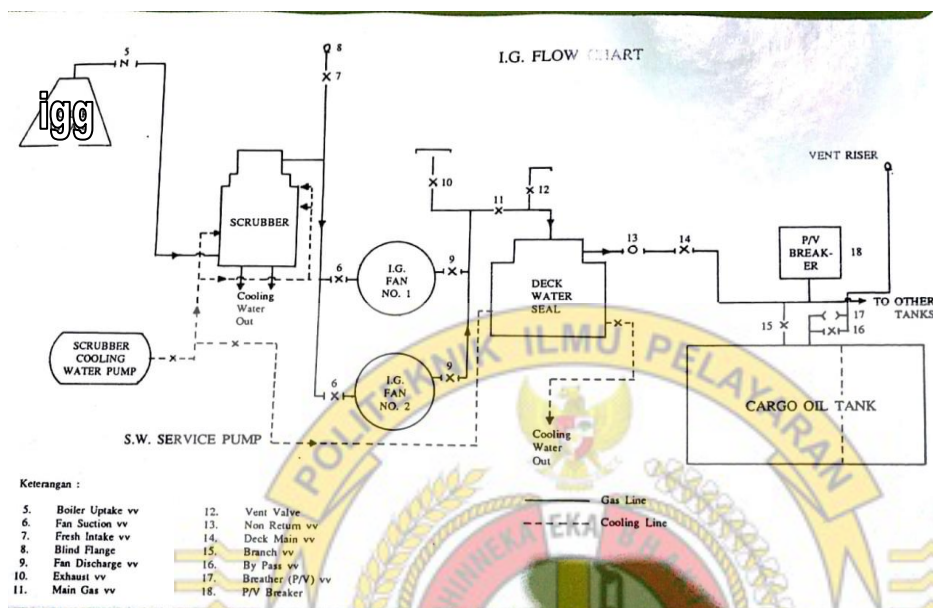 I.G. FLOW CHART
5
8
7
igg
VENT RISER
10
11
12
SCRUBBER
P/V
BREAK-
ER
18
13
14
6
I.G.
FAN
NO. 1
9
DECK
WATER
SEAL
Cooling
Water
Out
TO OTHER
TANKS
17
16
15
SCRUBBER
COOLING
WATER PUMP
6
I.G.
FAN
NO. 2
9
CARGO OIL TANK
S.W. SERVICE PUMP
Cooling
Water
Out
POLITEKNIK ILMU PELAYARAN
Keterangan :
5. Boiler Uptake vv
6. Fan Suction vv
7. Fresh Intake vv
8. Blind Flange
9. Fan Discharge vv
10. Exhaust vv
11. Main Gas vv
12. Vent Valve
13. Non Return vv
14. Deck Main vv
15. Branch vv
16. By Pass vv
17. Breather (P/V) vv
18. P/V Breaker
Gas Line
Cooling Line
EKA